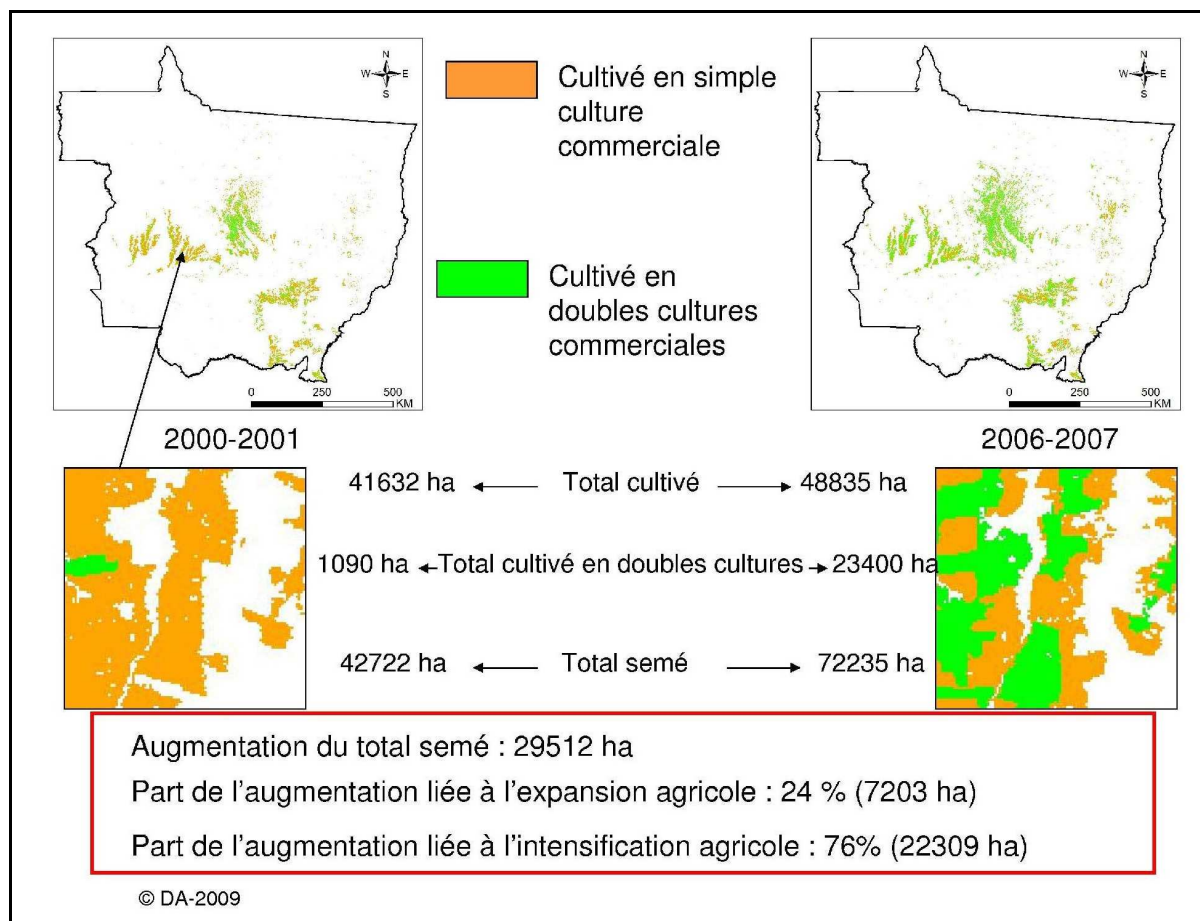 N
W E
S
0 250 500
KM
2000-2001
Cultivé en simple
culture
commerciale
Cultivé en
doubles cultures
commerciales
N
W E
S
0 250 500
KM
2006-2007
41632 ha Total cultivé 48835 ha
1090 ha Total cultivé en doubles cultures 23400 ha
42722 ha Total semé 72235 ha
Augmentation du total semé : 29512 ha
Part de l'augmentation liée à l'expansion agricole : 24 % (7203 ha)
Part de l'augmentation liée à l'intensification agricole : 76% (22309 ha)
© DA-2009